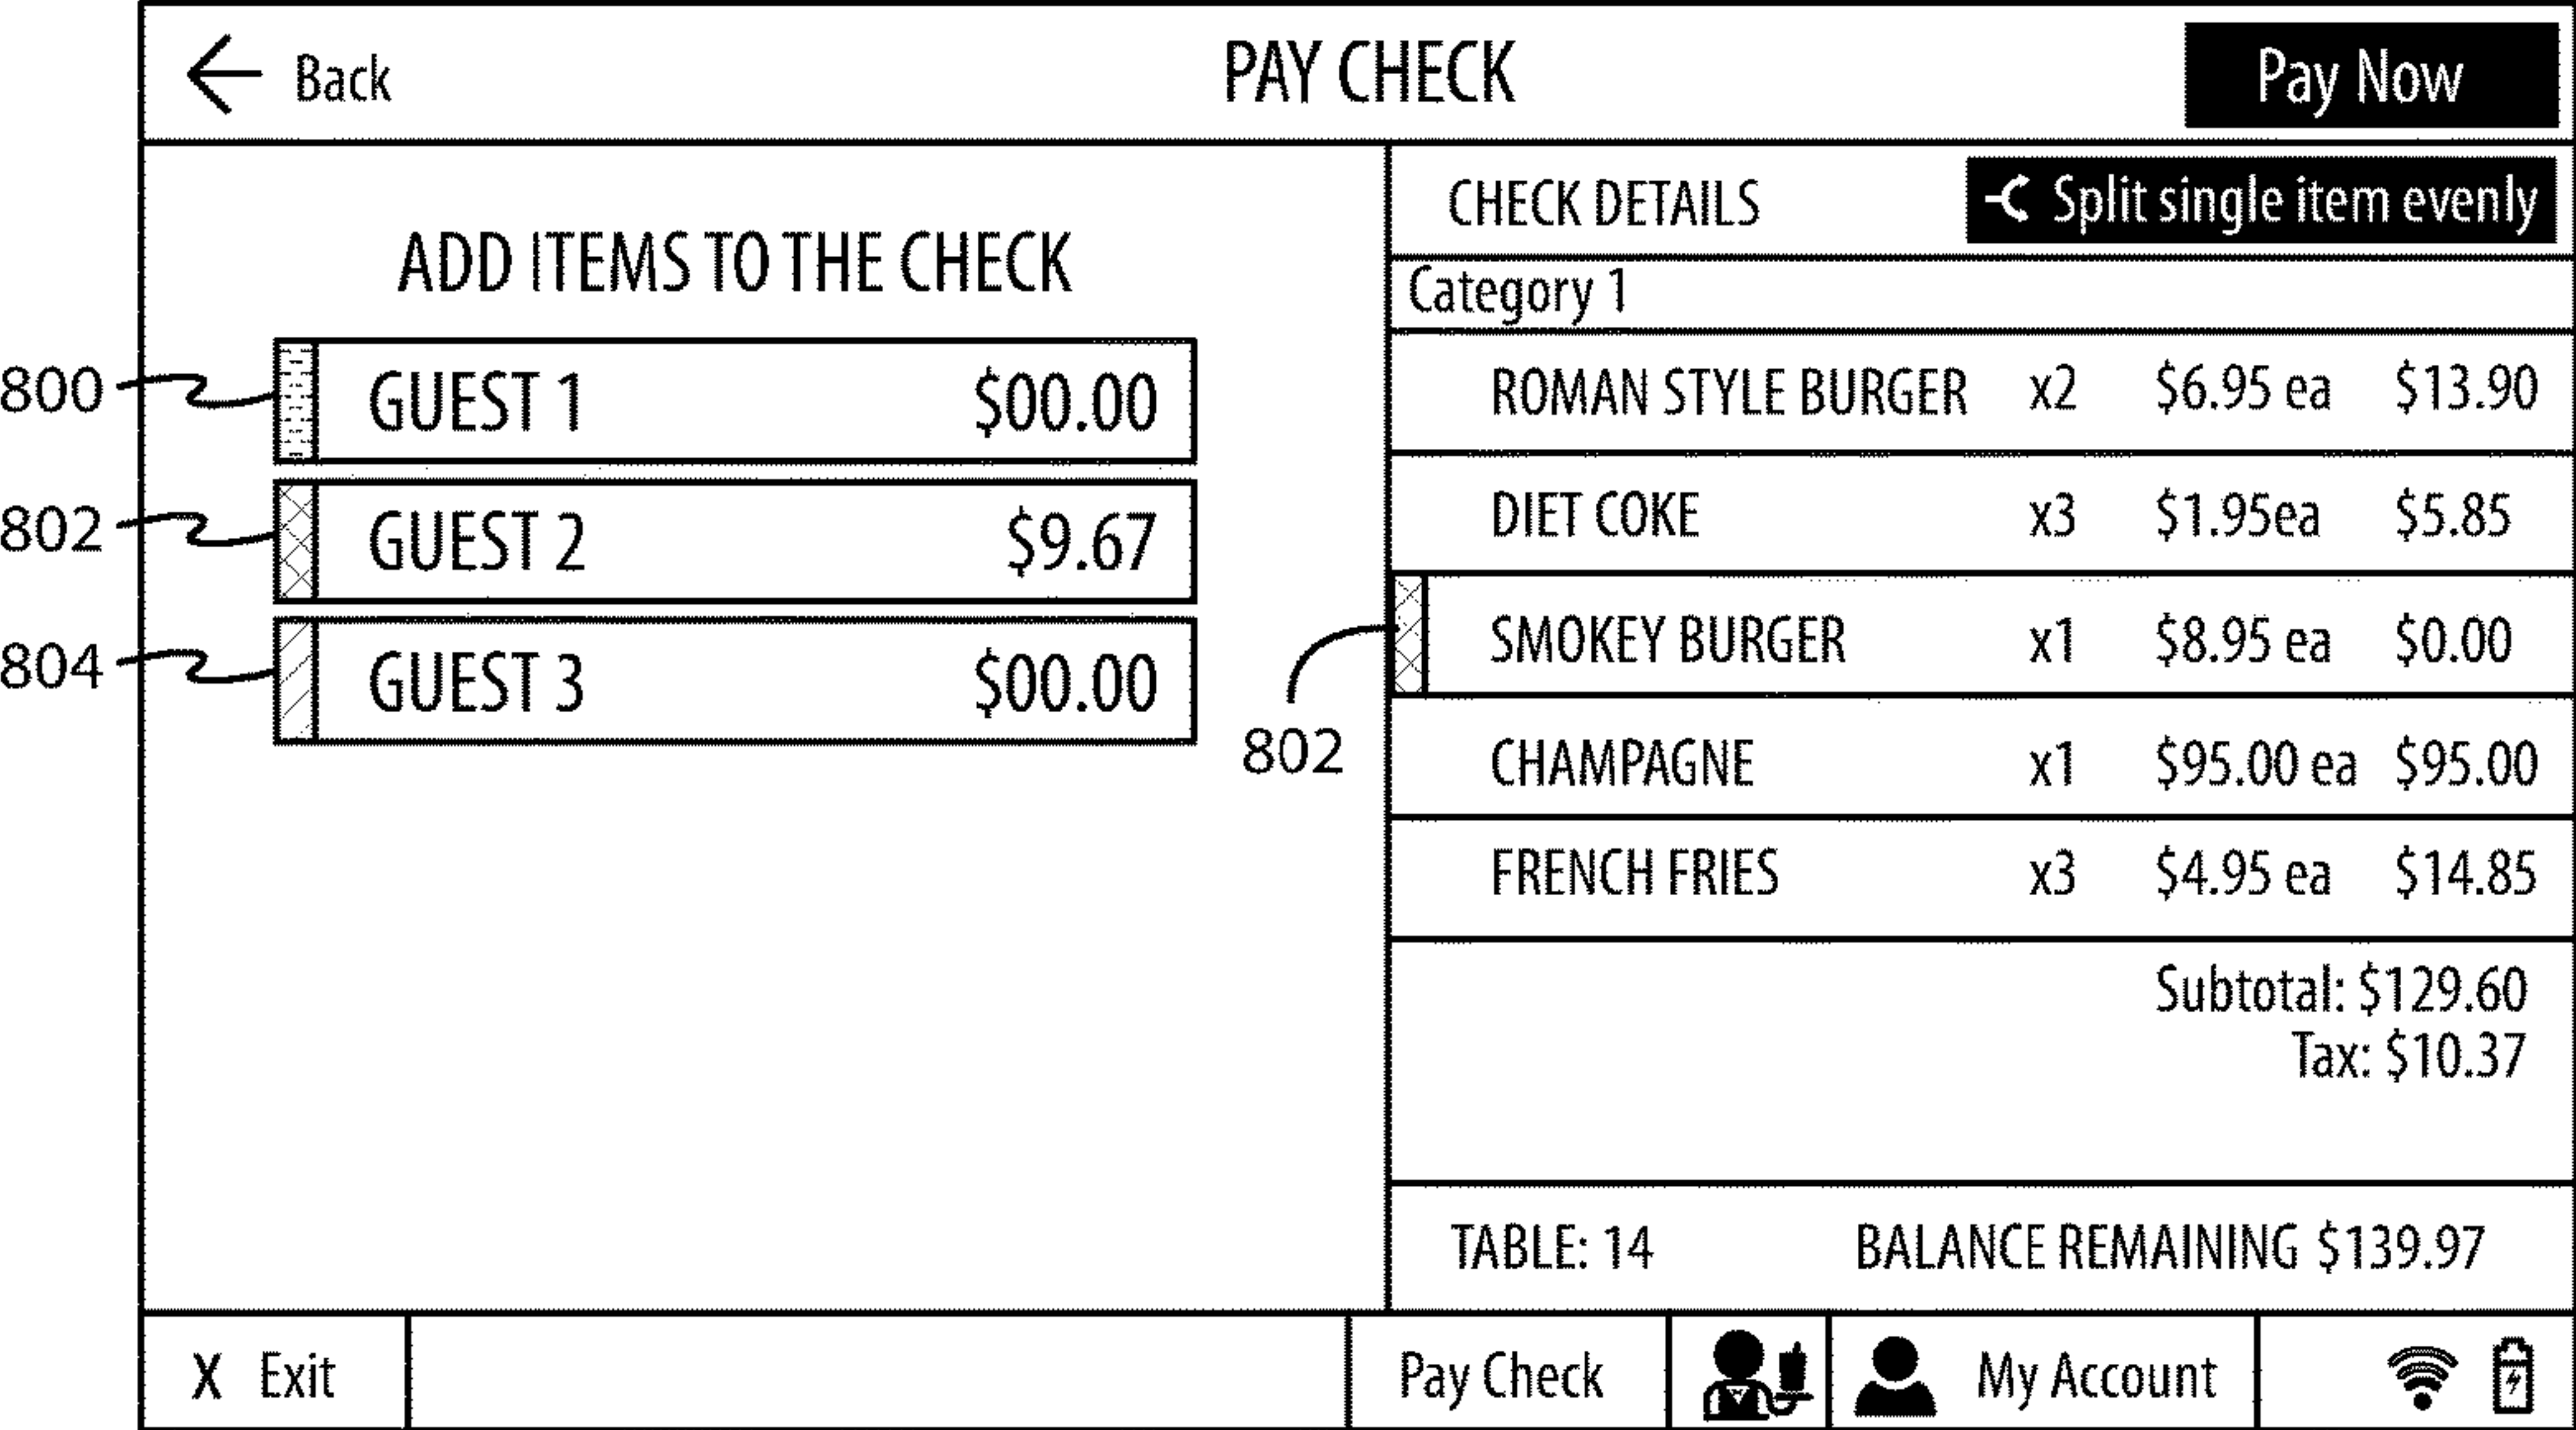 Back PAY CHECK Pay Now
ADD ITEMS TO THE CHECK
800 GUEST 1 $00.00
802 GUEST 2 $9.67
804 GUEST 3 $00.00
CHECK DETAILS Split single item evenly
Category 1
ROMAN STYLE BURGER x2 $6.95 ea $13.90
DIET COKE x3 $1.95ea $5.85
SMOKEY BURGER x1 $8.95 ea $0.00
802
CHAMPAGNE x1 $95.00 ea $95.00
FRENCH FRIES x3 $4.95 ea $14.85
Subtotal: $129.60
Tax: $10.37
TABLE: 14 BALANCE REMAINING $139.97
X Exit Pay Check My Account